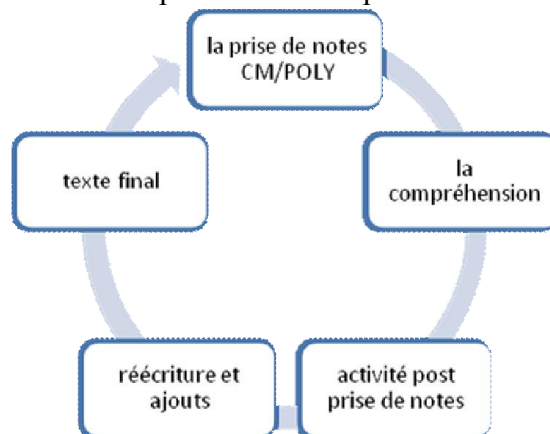 la prise de notes
CM/POLY
la
compréhension
activité post
prise de notes
réécriture et
ajouts
texte final